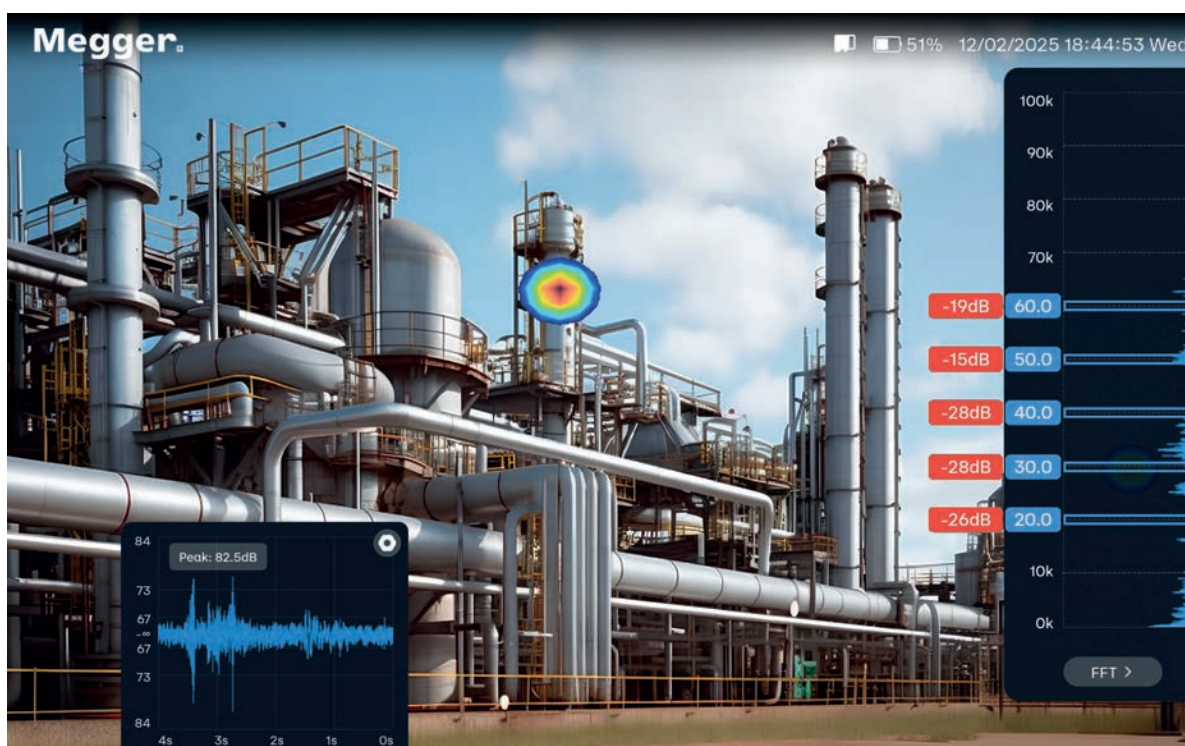 Megger.
51% 12/02/2025 18:44:53 Wed
100k
90k
80k
70k
-19dB 60.0
-15dB 50.0
-28dB 40.0
-28dB 30.0
-26dB 20.0
10k
0k
FFT >
84
Peak: 82.5dB
73
67
-∞
67
73
84
4s 3s 2s 1s 0s